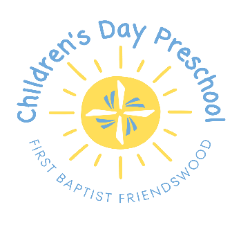 Children's Day Preschool
FIRST BAPTIST FRIENDSWOOD